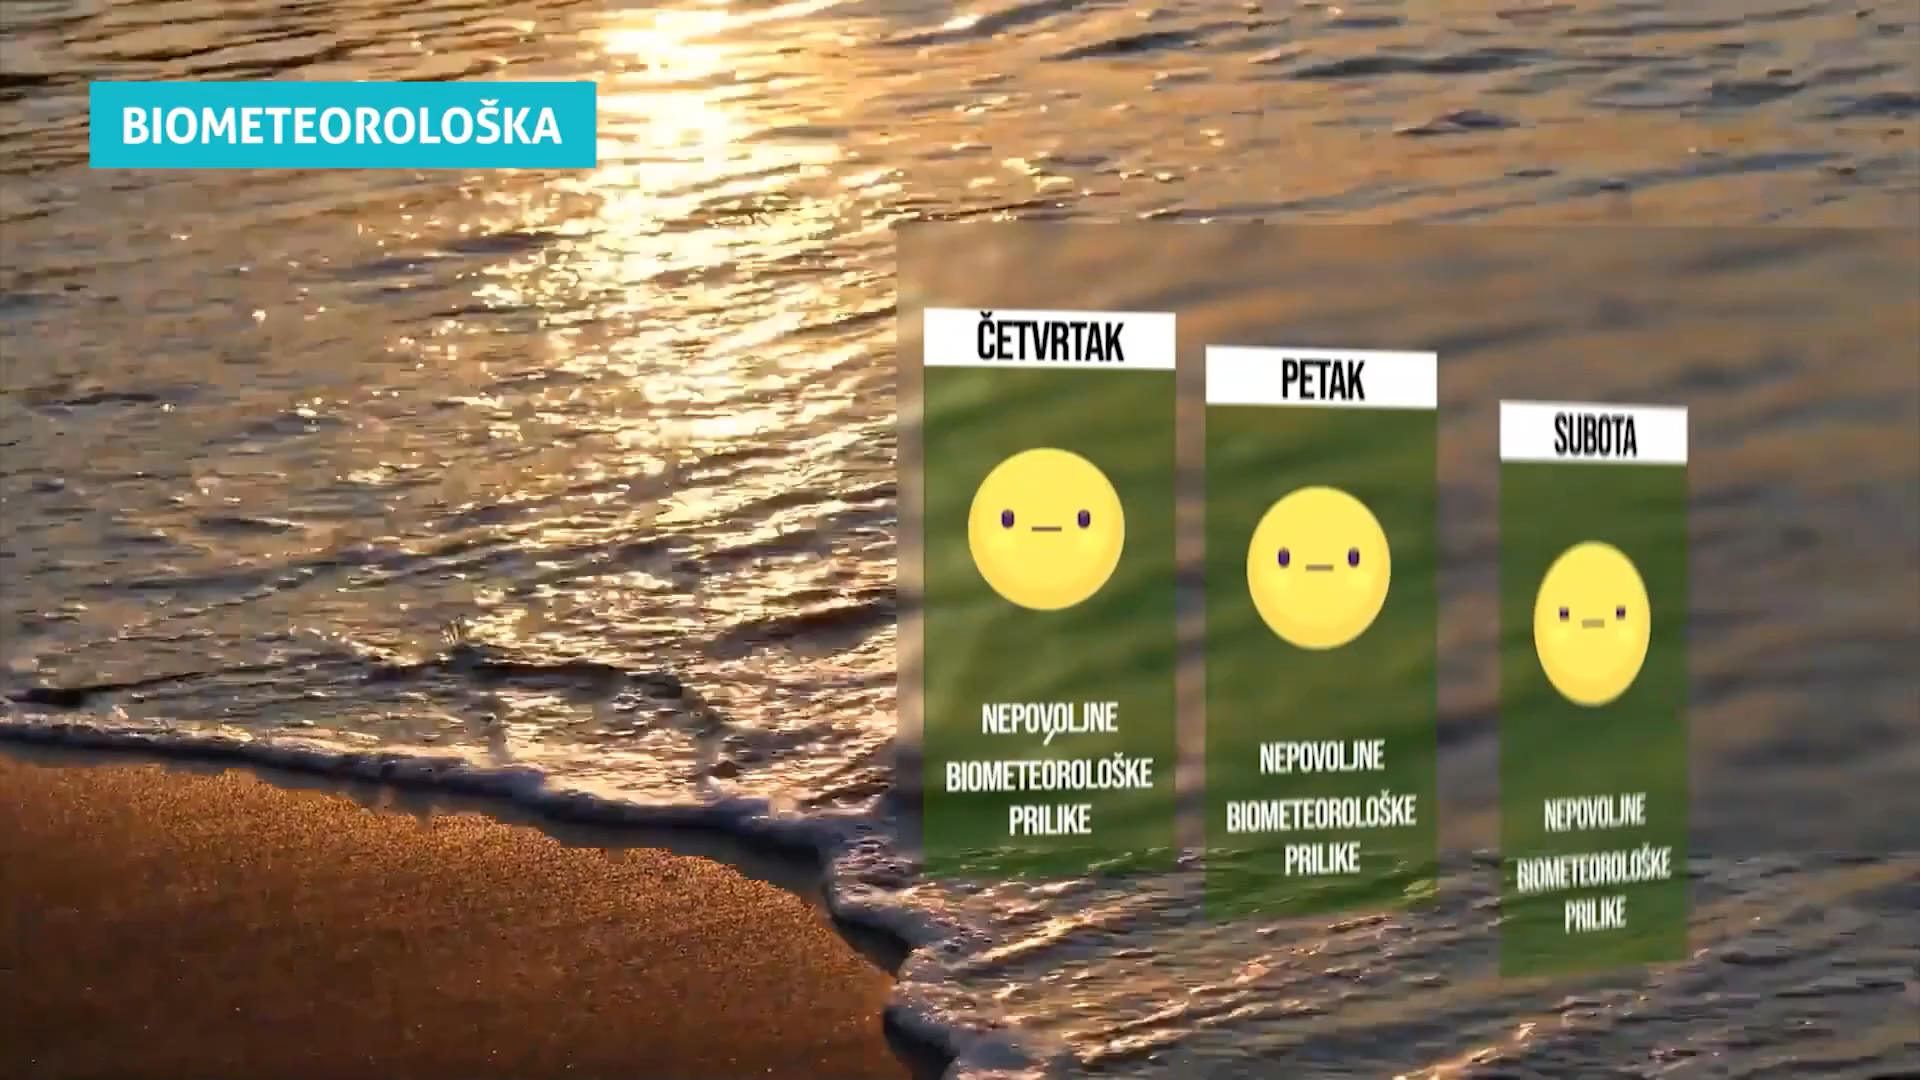 BIOMETEOROLOŠKA
ČETVRTAK
NEPOVOLJNE
BIOMETEOROLOŠKE
PRILIKE
PETAK
NEPOVOLJNE
BIOMETEOROLOŠKE
PRILIKE
SUBOTA
NEPOVOLJNE
BIOMETEOROLOŠKE
PRILIKE